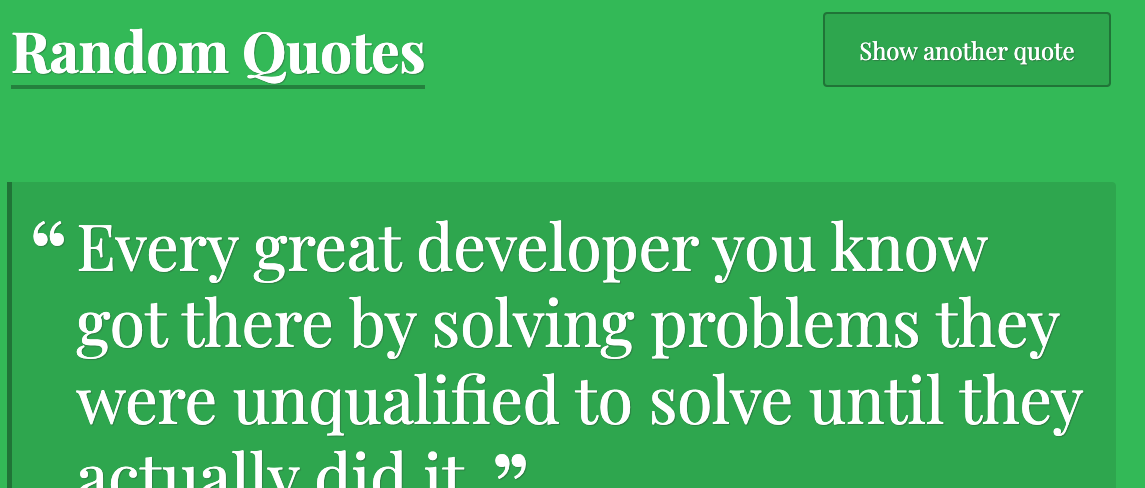 Random Quotes
Show another quote
“Every great developer you know
got there by solving problems they
were unqualified to solve until they
actually did it.”